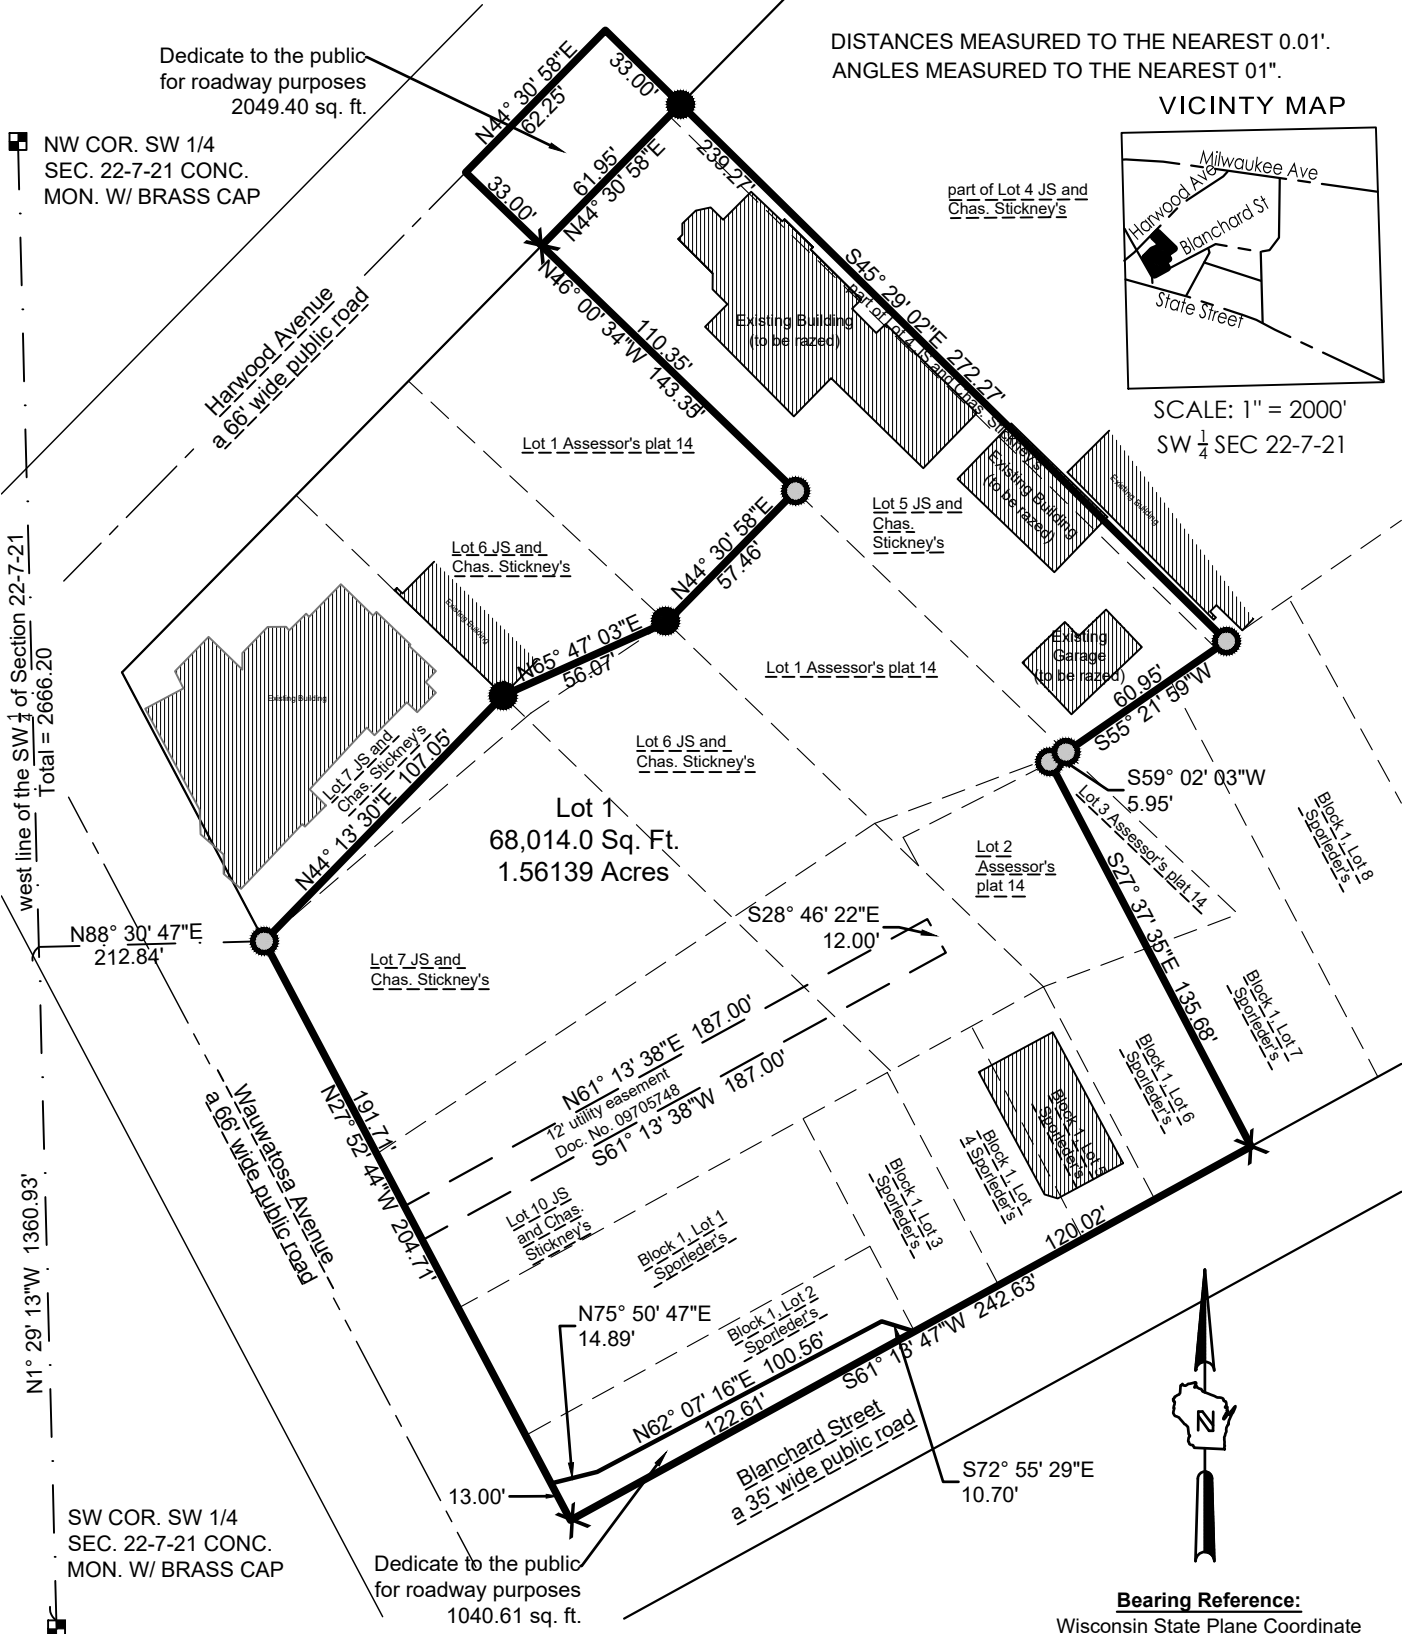 DISTANCES MEASURED TO THE NEAREST 0.01'.
ANGLES MEASURED TO THE NEAREST 01".
VICINTY MAP
Milwaukee Ave
Harwood Ave
Blanchard St
State Street
SCALE: 1" = 2000'
SW 1/4 SEC 22-7-21
Dedicate to the public
for roadway purposes
2049.40 sq. ft.
N44° 30' 58"E
62.25'
33.00'
61.95'
N44° 30' 58"E
33.00'
239.27'
NW COR. SW 1/4
SEC. 22-7-21 CONC.
MON. W/ BRASS CAP
part of Lot 4 JS and
Chas. Stickney's
S45° 29' 02"E 272.27'
part of Lot 4 JS and Chas. Stickney's
Harwood Avenue
a 66' wide public road
N46° 00' 34"W 143.35'
110.35'
Existing Building
(to be razed)
Lot 1 Assessor's plat 14
Existing Building
(to be razed)
Existing Building
Lot 5 JS and
Chas.
Stickney's
Lot 6 JS and
Chas. Stickney's
N44° 30' 58"E
57.46'
Existing Building
N65° 47' 03"E
56.07'
Existing
Garage
(to be razed)
Lot 1 Assessor's plat 14
60.95'
S55° 21' 59"W
west line of the SW 1/4 of Section 22-7-21
Total = 2666.20
Existing Building
Lot 7 JS and
Chas. Stickney's
N44° 13' 30"E 107.05'
Lot 6 JS and
Chas. Stickney's
S59° 02' 03"W
5.95'
Lot 1
68,014.0 Sq. Ft.
1.56139 Acres
Lot 3 Assessor's plat 14
Lot 2
Assessor's
plat 14
Block 1, Lot 8
Sporleder's
S27° 37' 35"E 135.68'
N88° 30' 47"E
212.84'
S28° 46' 22"E
12.00'
Lot 7 JS and
Chas. Stickney's
Block 1, Lot 7
Sporleder's
N61° 13' 38"E 187.00'
12' utility easement
Doc. No. 09705748
S61° 13' 38"W 187.00'
Block 1, Lot 6
Sporleder's
Block 1, Lot 5
Sporleder's
Block 1, Lot
4 Sporleder's
Block 1, Lot 3
Sporleder's
191.71'
N27° 52' 44"W 204.71'
Wauwatosa Avenue
a 66' wide public road
Lot 10 JS
and Chas.
Stickney's
Block 1, Lot 1
Sporleder's
Block 1, Lot 2
Sporleder's
120.02'
S61° 13' 47"W 242.63'
N1° 29' 13"W 1360.93'
N75° 50' 47"E
14.89'
N62° 07' 16"E 100.56'
122.61'
Blanchard Street
a 35' wide public road
S72° 55' 29"E
10.70'
N
13.00'
SW COR. SW 1/4
SEC. 22-7-21 CONC.
MON. W/ BRASS CAP
Dedicate to the public
for roadway purposes
1040.61 sq. ft.
Bearing Reference:
Wisconsin State Plane Coordinate